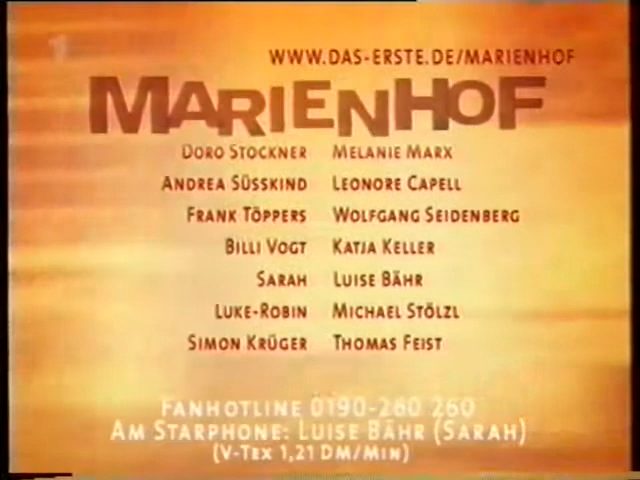 1
WWW.DAS-ERSTE.DE/MARIENHOF
MARIENHOF
DORO STOCKNER MELANIE MARX
ANDREA SÜSSKIND LEONORE CAPELL
FRANK TÖPPERS WOLFGANG SEIDENBERG
BILLI VOGT KATJA KELLER
SARAH LUISE BÄHR
LUKE-ROBIN MICHAEL STÖLZL
SIMON KRÜGER THOMAS FEIST
FANHOTLINE 0190-260 260
AM STARPHONE: LUISE BÄHR (SARAH)
(V-TEX 1,21 DM/MIN)